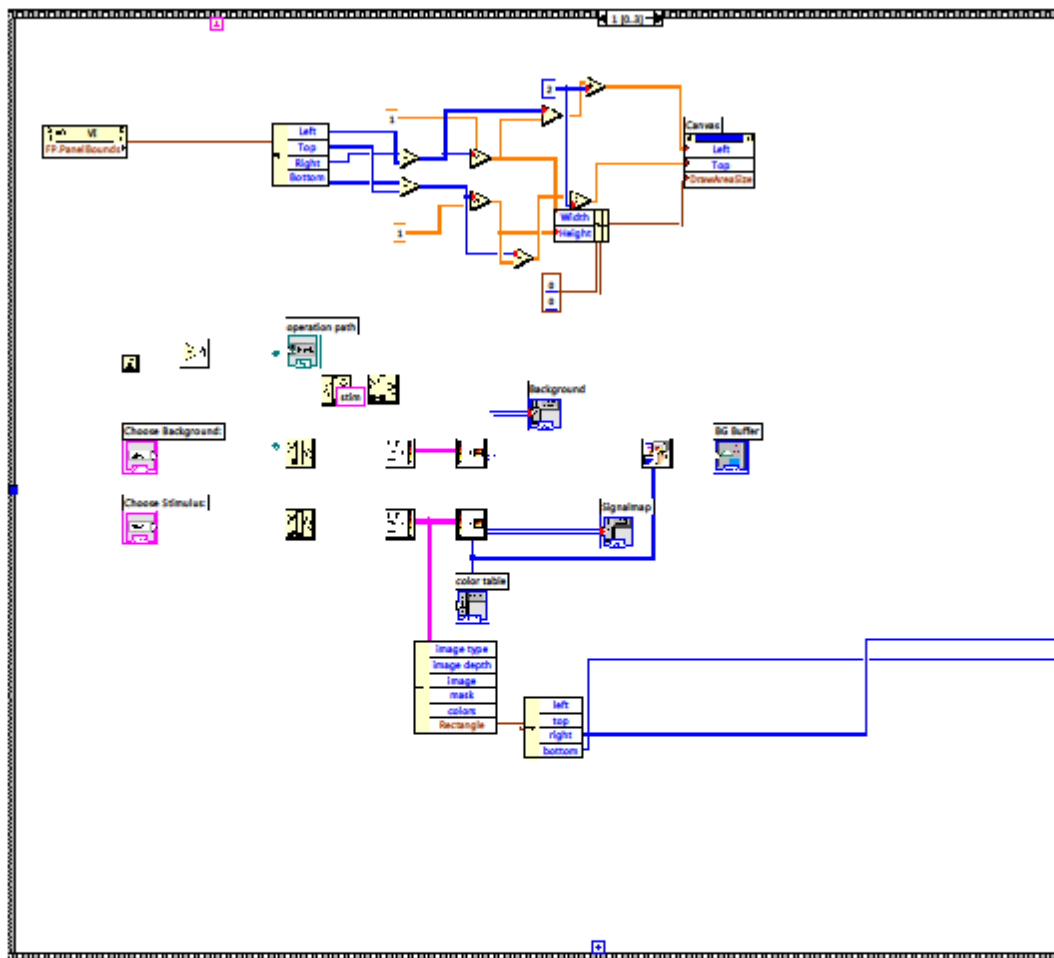 1 [0..3]
VI
FP.PanelBounds
Left
Top
Right
Bottom
1
1
2
Canvas
Left
Top
DrawAreaSize
Width
Height
0
0
operation path
stim
Background
Choose Background:
BG Buffer
Choose Stimulus:
Signalmap
color table
image type
image depth
image
mask
colors
Rectangle
left
top
right
bottom